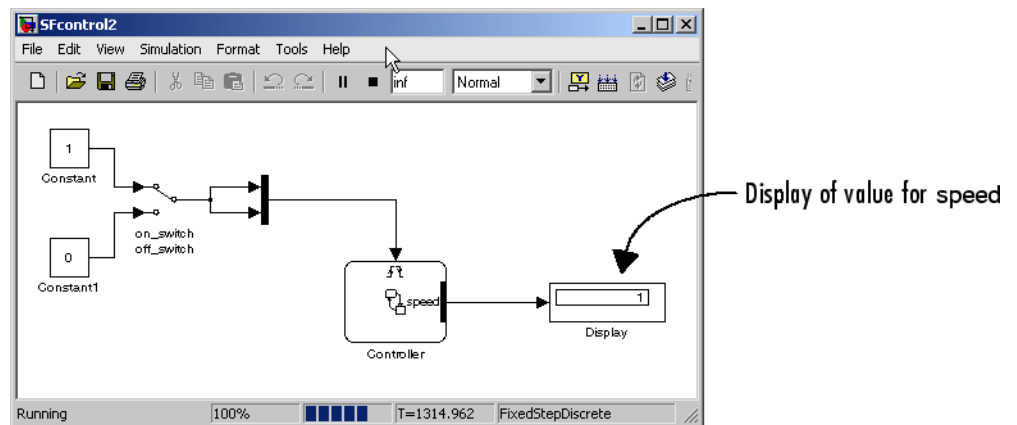 SFcontrol2
File Edit View Simulation Format Tools Help
inf Normal
1
Constant
on_switch
off_switch
0
Constant1
speed
Controller
1
Display
Display of value for speed
Running 100% T=1314.962 FixedStepDiscrete